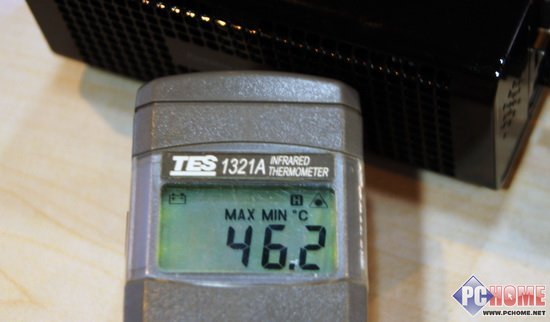 TES 1321A INFRARED THERMOMETER
H
MAX MIN °C
46.2
PCHOME
WWW.PCHOME.NET